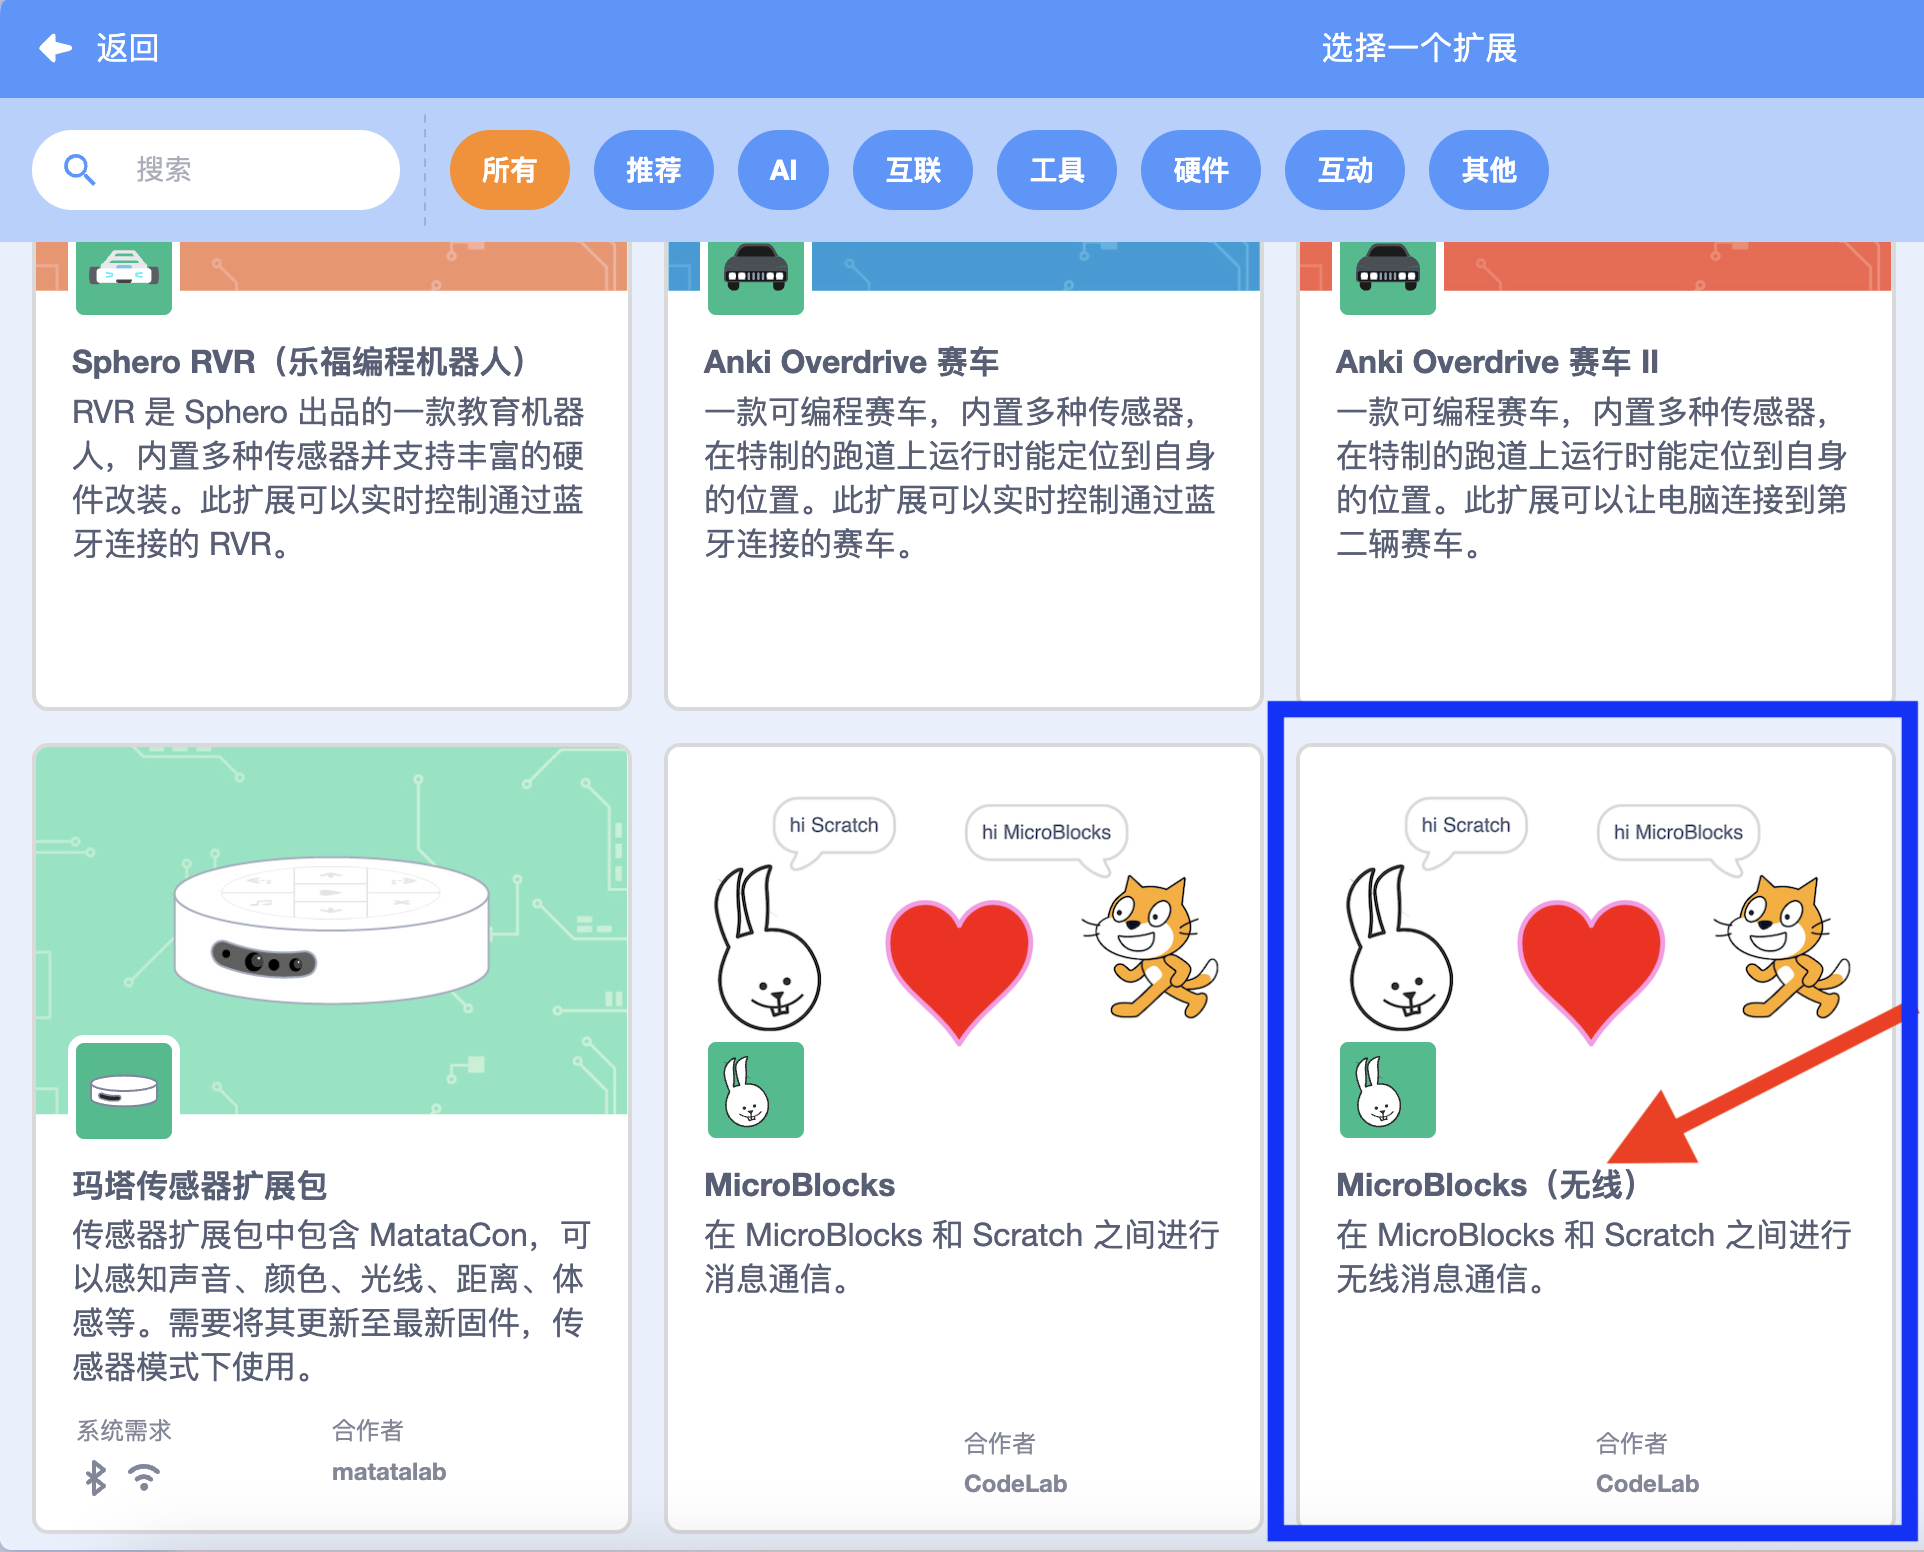 返回
选择一个扩展
搜索
所有
推荐
AI
互联
工具
硬件
互动
其他
Sphero RVR（乐福编程机器人）
RVR 是 Sphero 出品的一款教育机器
人，内置多种传感器并支持丰富的硬
件改装。此扩展可以实时控制通过蓝
牙连接的 RVR。
Anki Overdrive 赛车
一款可编程赛车，内置多种传感器，
在特制的跑道上运行时能定位到自身
的位置。此扩展可以实时控制通过蓝
牙连接的赛车。
Anki Overdrive 赛车 II
一款可编程赛车，内置多种传感器，
在特制的跑道上运行时能定位到自身
的位置。此扩展可以让电脑连接到第
二辆赛车。
玛塔传感器扩展包
传感器扩展包中包含 MatataCon，可
以感知声音、颜色、光线、距离、体
感等。需要将其更新至最新固件，传
感器模式下使用。
系统需求
合作者
matatalab
hi Scratch
hi MicroBlocks
MicroBlocks
在 MicroBlocks 和 Scratch 之间进行
消息通信。
合作者
CodeLab
hi Scratch
hi MicroBlocks
MicroBlocks（无线）
在 MicroBlocks 和 Scratch 之间进行
无线消息通信。
合作者
CodeLab